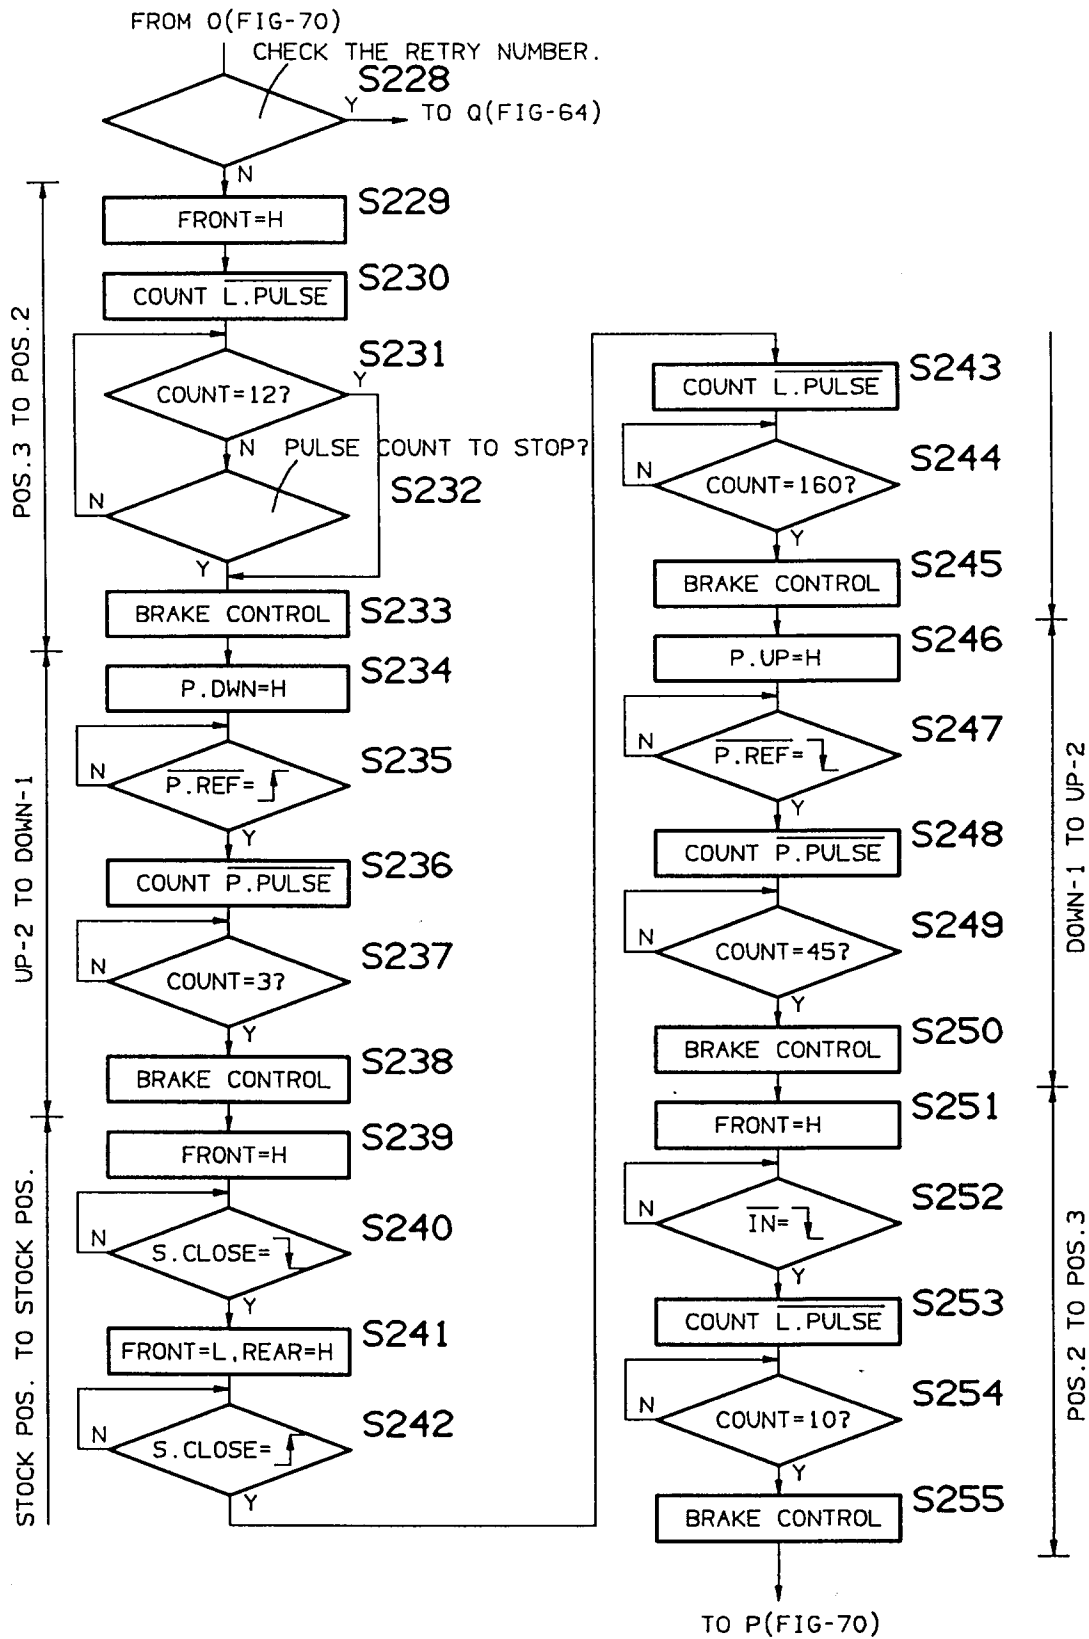 FROM O(FIG-70)
CHECK THE RETRY NUMBER.
S228
Y
TO Q(FIG-64)
N
POS.3 TO POS.2
S229
FRONT=H
S230
COUNT L.PULSE
S231
COUNT=12?
Y
N
PULSE COUNT TO STOP?
S232
N
Y
S233
BRAKE CONTROL
UP-2 TO DOWN-1
S234
P.DWN=H
S235
N
P.REF=
Y
S236
COUNT P.PULSE
S237
N
COUNT=3?
Y
S238
BRAKE CONTROL
STOCK POS. TO STOCK POS.
S239
FRONT=H
S240
N
S.CLOSE=
Y
S241
FRONT=L,REAR=H
S242
N
S.CLOSE=
Y
S243
COUNT L.PULSE
S244
N
COUNT=160?
Y
S245
BRAKE CONTROL
DOWN-1 TO UP-2
S246
P.UP=H
S247
N
P.REF=
Y
S248
COUNT P.PULSE
S249
N
COUNT=45?
Y
S250
BRAKE CONTROL
POS.2 TO POS.3
S251
FRONT=H
S252
N
IN=
Y
S253
COUNT L.PULSE
S254
N
COUNT=10?
Y
S255
BRAKE CONTROL
TO P(FIG-70)